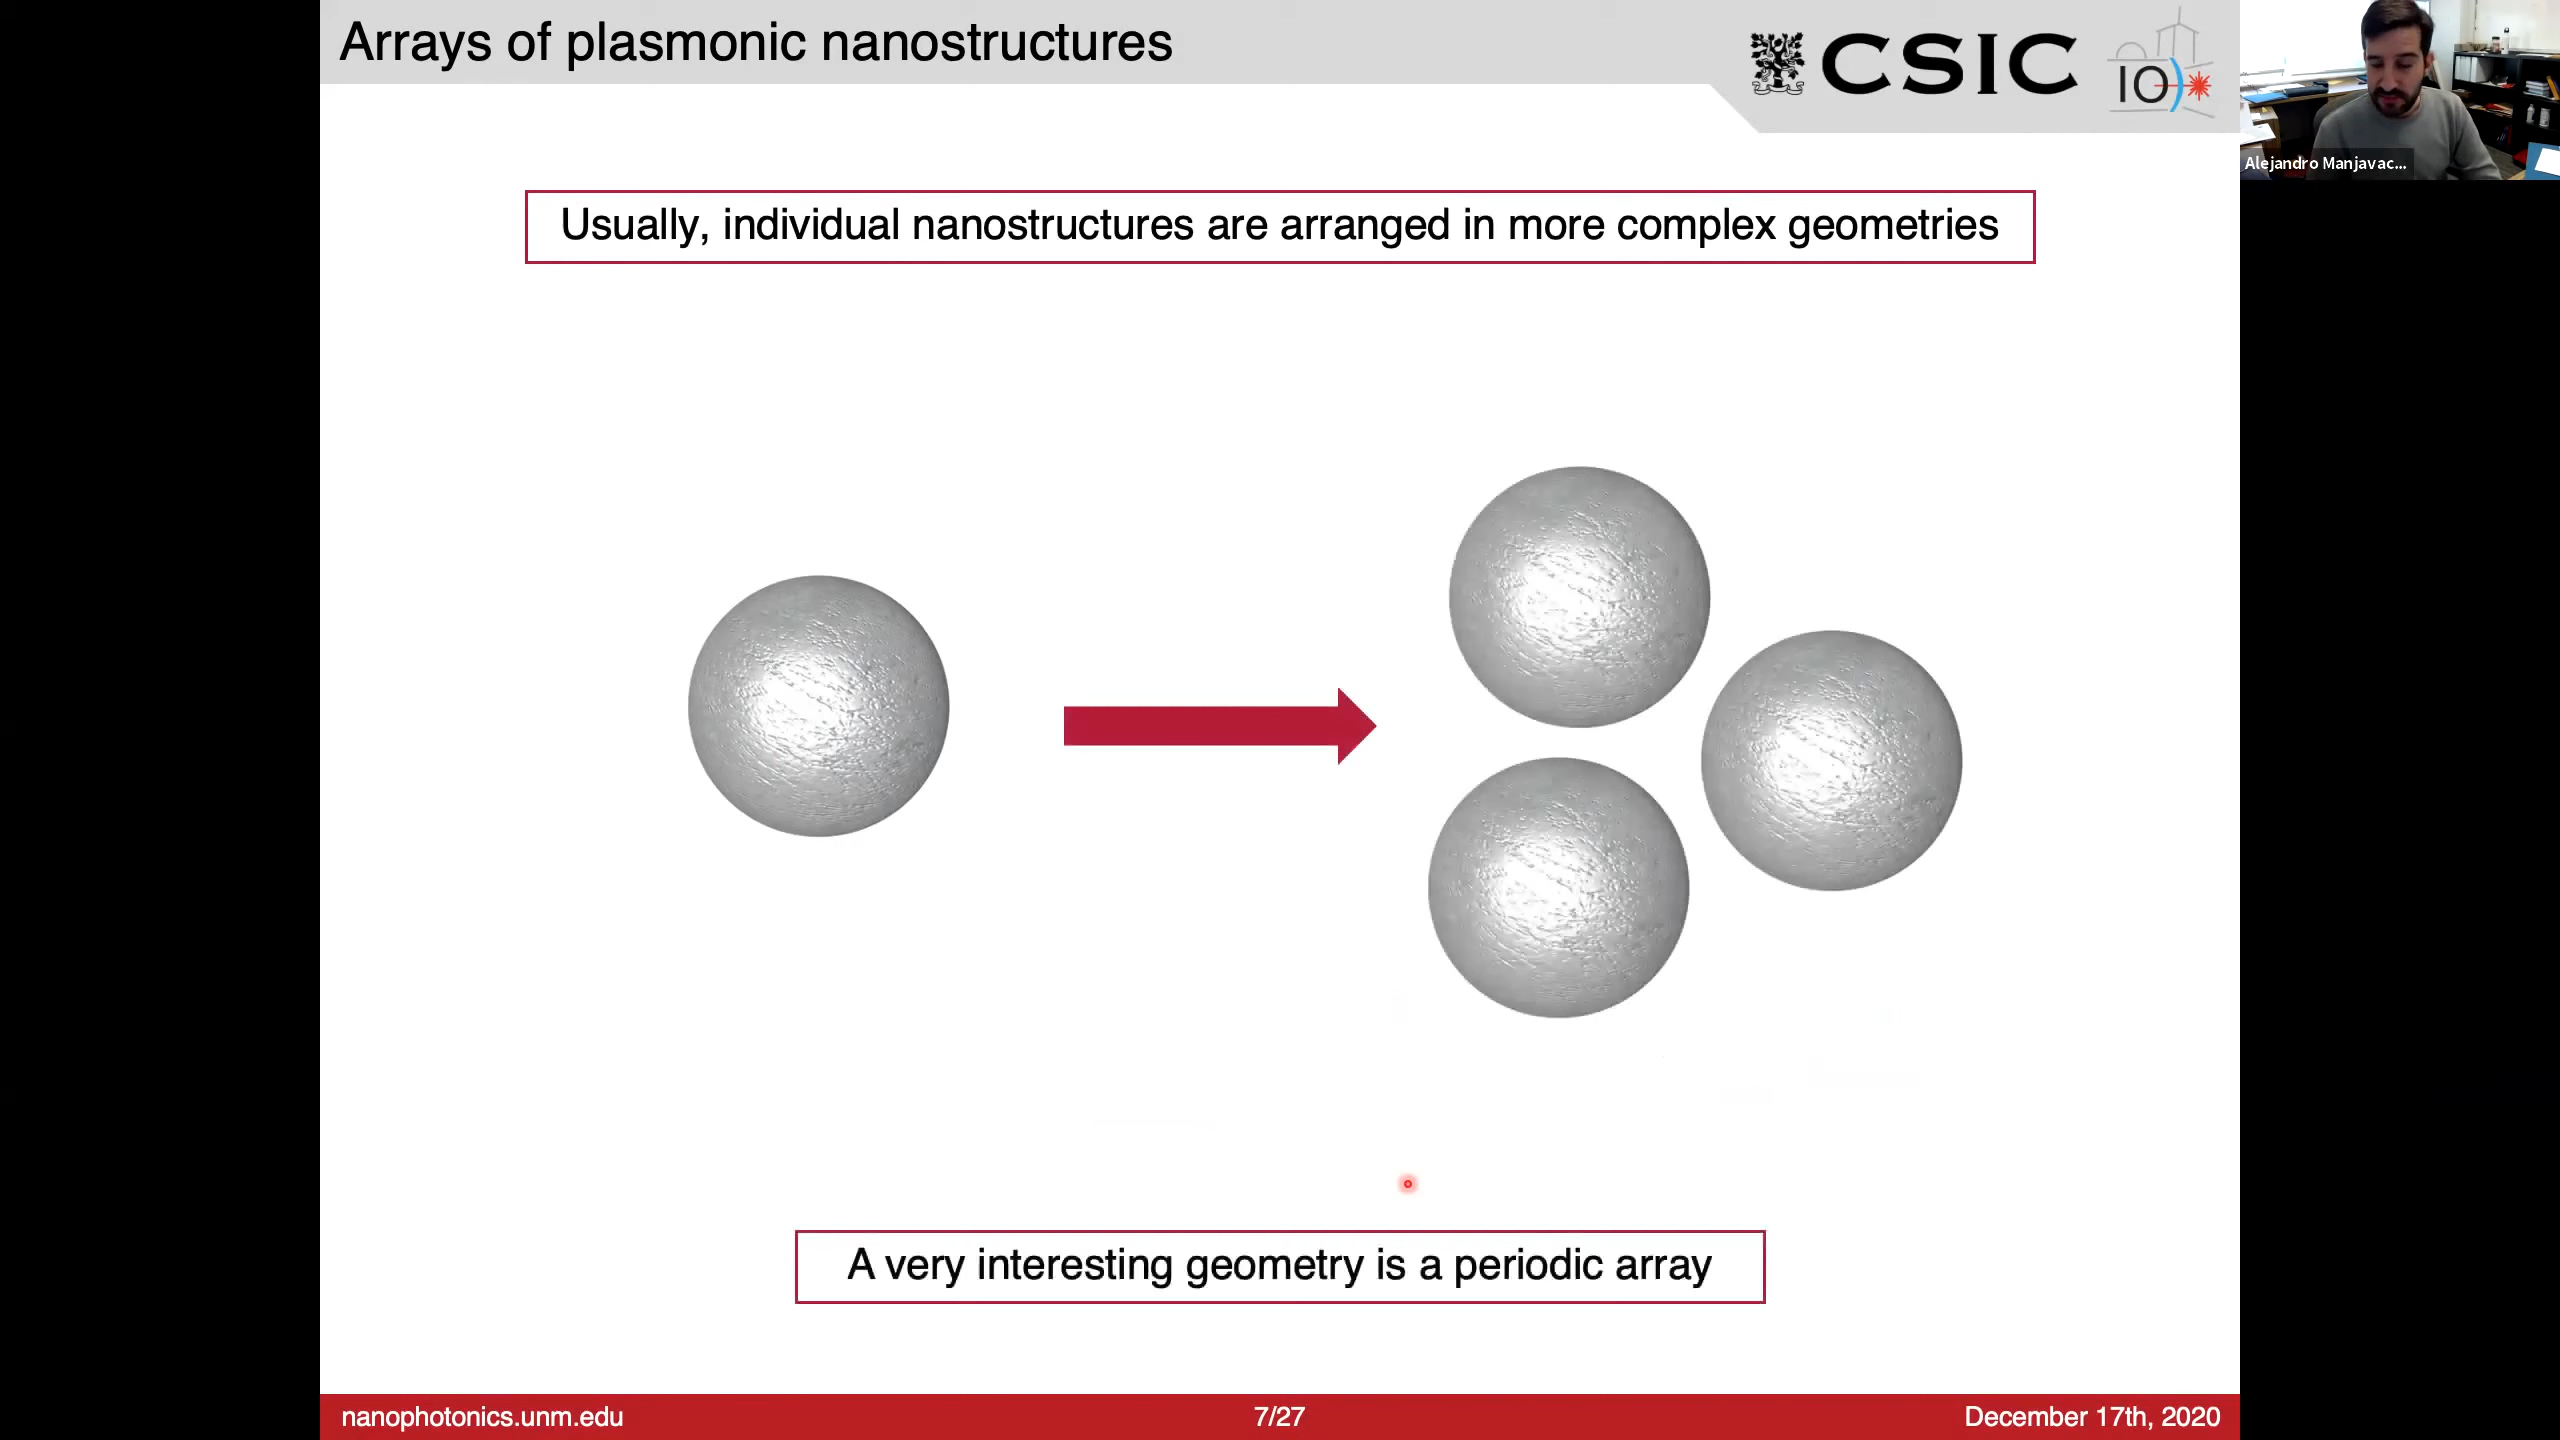 Arrays of plasmonic nanostructures
CSIC
IO
Alejandro Manjavac...
Usually, individual nanostructures are arranged in more complex geometries
A very interesting geometry is a periodic array
nanophotonics.unm.edu
7/27
December 17th, 2020